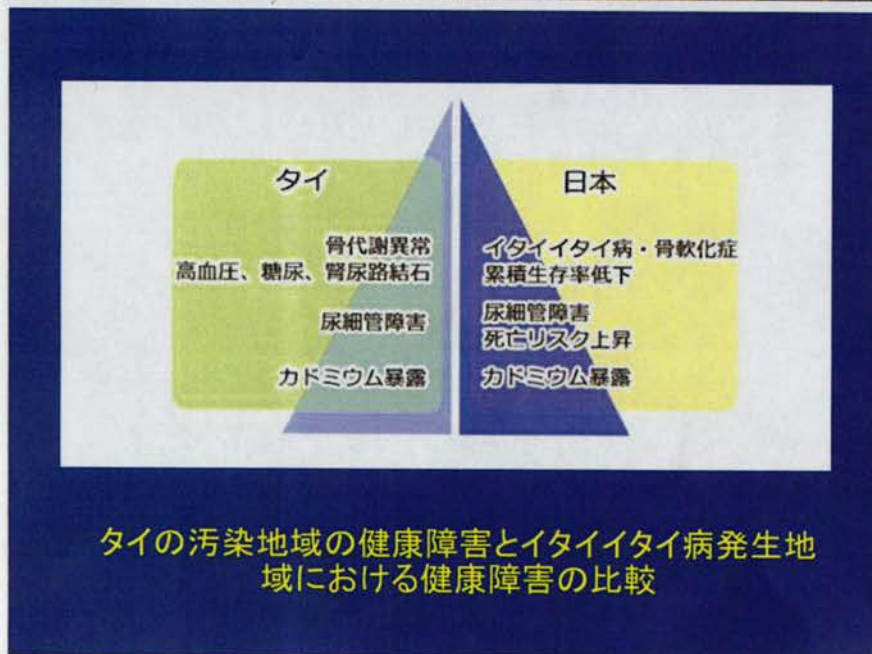 タイ
骨代謝異常
高血圧、糖尿、腎尿路結石
尿細管障害
カドミウム暴露
日本
イタイイタイ病・骨軟化症
累積生存率低下
尿細管障害
死亡リスク上昇
カドミウム暴露
タイの汚染地域の健康障害とイタイイタイ病発生地
域における健康障害の比較